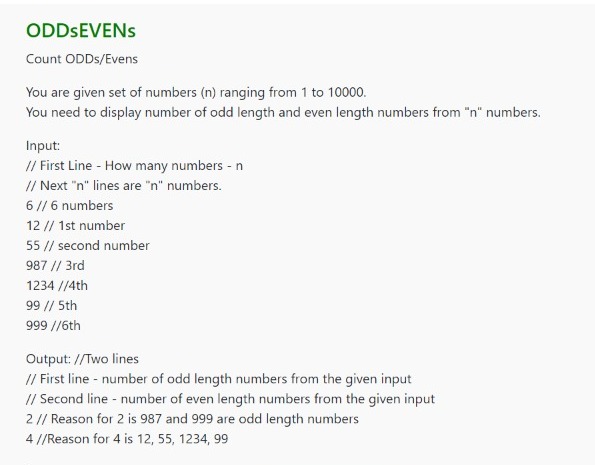 ODDsEVENs
Count ODDs/Evens
You are given set of numbers (n) ranging from 1 to 10000.
You need to display number of odd length and even length numbers from "n" numbers.
Input:
// First Line - How many numbers - n
// Next "n" lines are "n" numbers.
6 // 6 numbers
12 // 1st number
55 // second number
987 // 3rd
1234 //4th
99 // 5th
999 //6th
Output: //Two lines
// First line - number of odd length numbers from the given input
// Second line - number of even length numbers from the given input
2 // Reason for 2 is 987 and 999 are odd length numbers
4 //Reason for 4 is 12, 55, 1234, 99